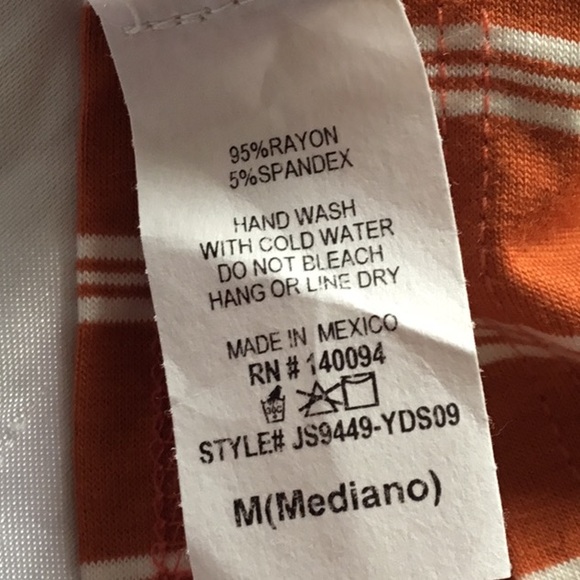 95%RAYON
5%SPANDEX
HAND WASH
WITH COLD WATER
DO NOT BLEACH
HANG OR LINE DRY
MADE IN MEXICO
RN # 140094
STYLE# JS9449-YDS09
M(Mediano)